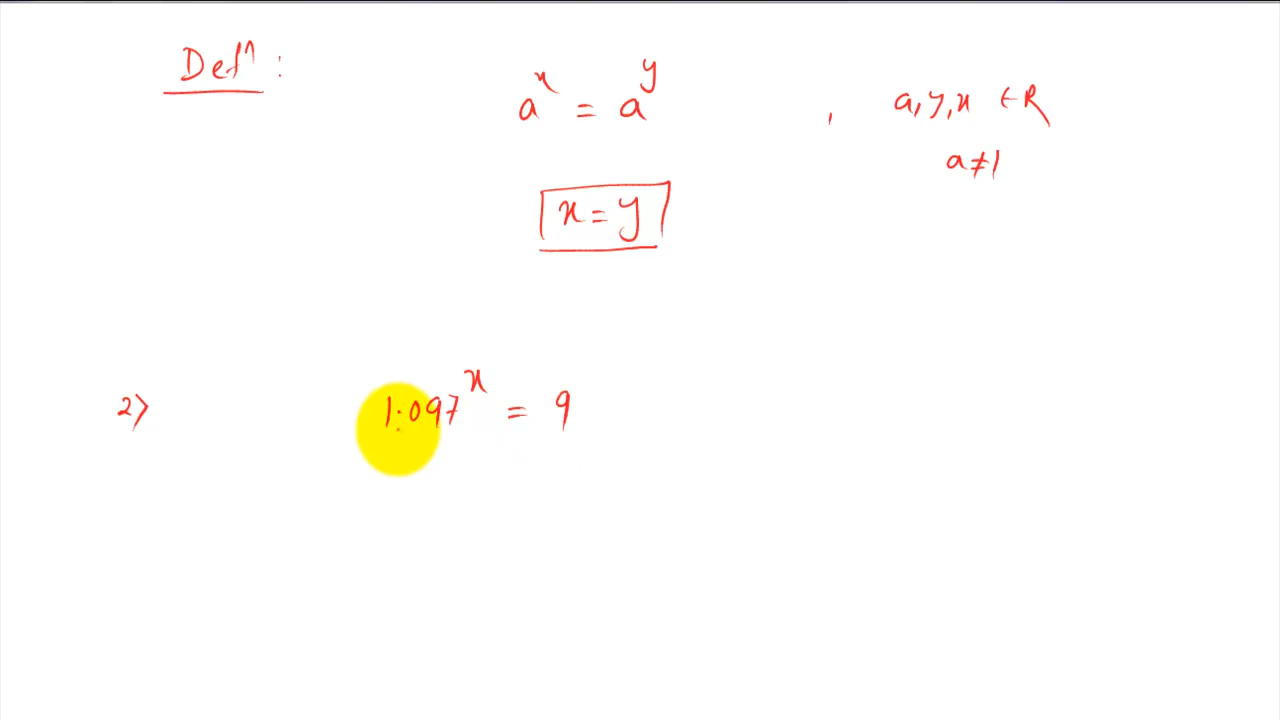 Defⁿ :
aˣ = aʸ , a, y, x ∈ R
a ≠ 1
x = y
2) 1.097ˣ = 9